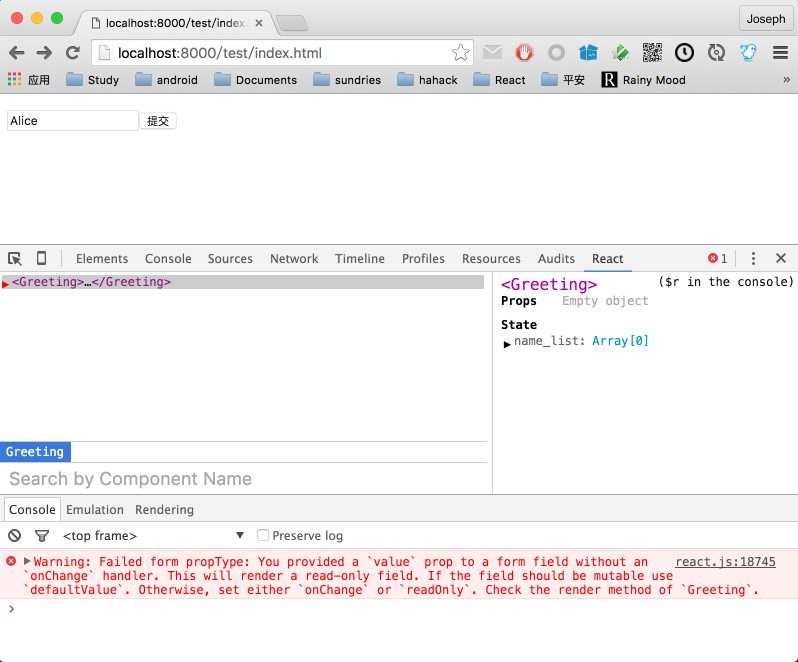 localhost:8000/test/index.
Joseph
localhost:8000/test/index.html
应用 Study android Documents sundries hahack React 平安 R Rainy Mood »
Alice 提交
Elements Console Sources Network Timeline Profiles Resources Audits React 1
<Greeting>…</Greeting>
<Greeting> ($r in the console)
Props Empty object
State
name_list: Array[0]
Greeting
Search by Component Name
Console Emulation Rendering
<top frame> Preserve log
Warning: Failed form propType: You provided a `value` prop to a form field without an react.js:18745
`onChange` handler. This will render a read-only field. If the field should be mutable use
`defaultValue`. Otherwise, set either `onChange` or `readOnly`. Check the render method of `Greeting`.
>